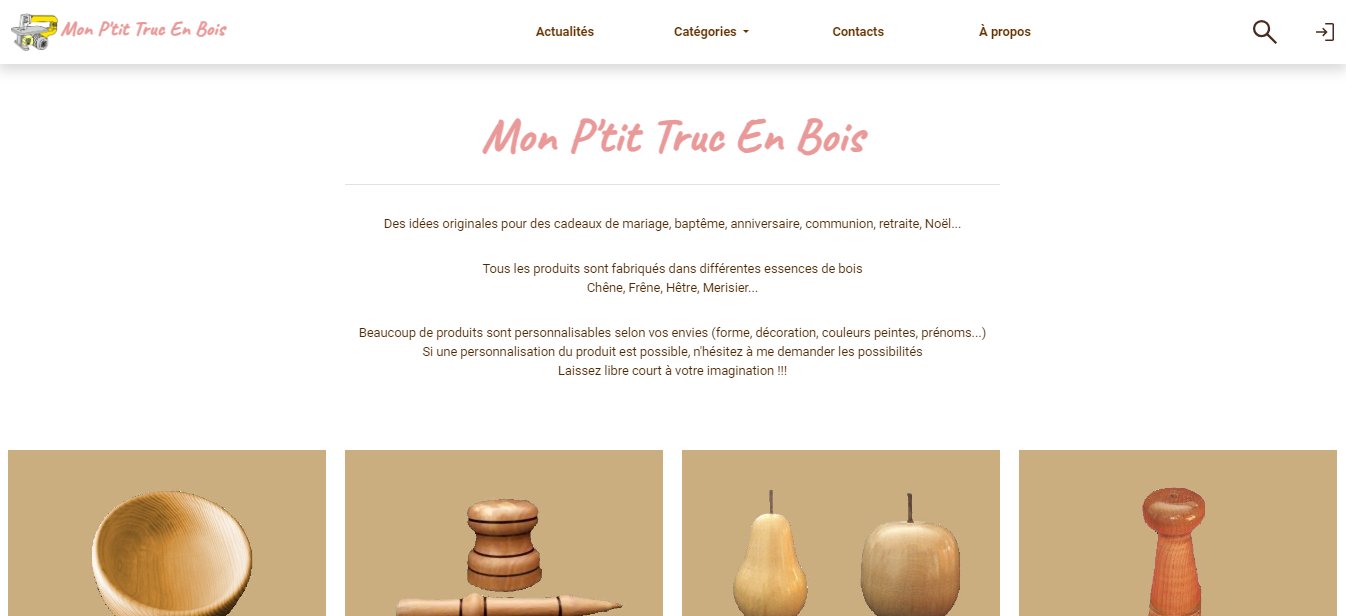 Mon P'tit Truc En Bois
Actualités
Catégories
Contacts
À propos
Mon P'tit Truc En Bois
Des idées originales pour des cadeaux de mariage, baptême, anniversaire, communion, retraite, Noël...
Tous les produits sont fabriqués dans différentes essences de bois
Chêne, Frêne, Hêtre, Merisier...
Beaucoup de produits sont personnalisables selon vos envies (forme, décoration, couleurs peintes, prénoms...)
Si une personnalisation du produit est possible, n'hésitez à me demander les possibilités
Laissez libre court à votre imagination !!!